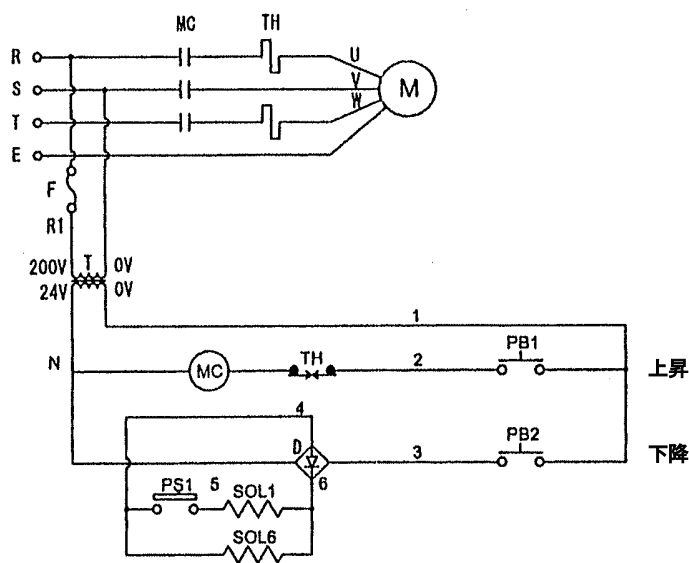 MC TH
R U
S V M
T W
E
F
R1
200V T 0V
24V 0V
1
PB1
N MC TH 2 上昇
4
PB2
D 3 下降
PS1 5 SOL1 6
SOL6